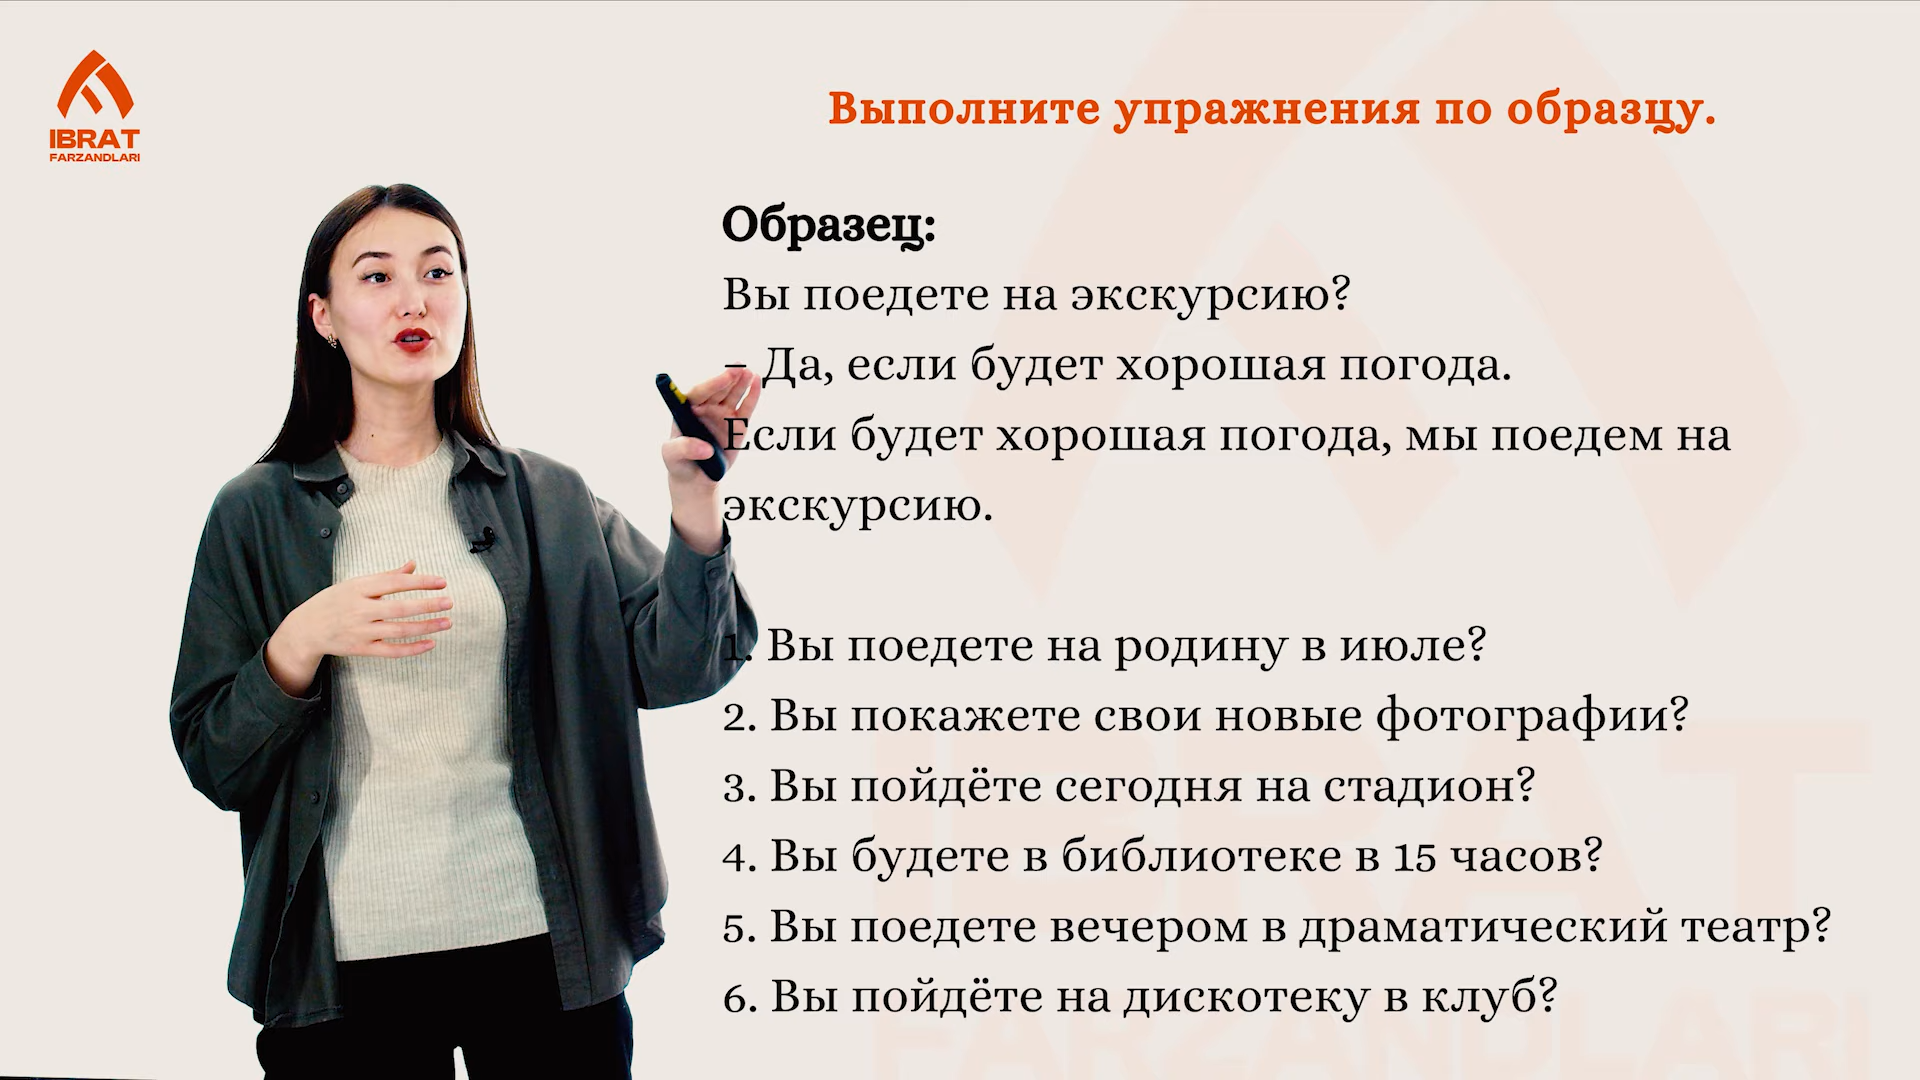 IBRAT
FARZANDLARI
Выполните упражнения по образцу.
Образец:
Вы поедете на экскурсию?
– Да, если будет хорошая погода.
Если будет хорошая погода, мы поедем на
экскурсию.
1. Вы поедете на родину в июле?
2. Вы покажете свои новые фотографии?
3. Вы пойдёте сегодня на стадион?
4. Вы будете в библиотеке в 15 часов?
5. Вы поедете вечером в драматический театр?
6. Вы пойдёте на дискотеку в клуб?
IBRAT
FARZANDLARI